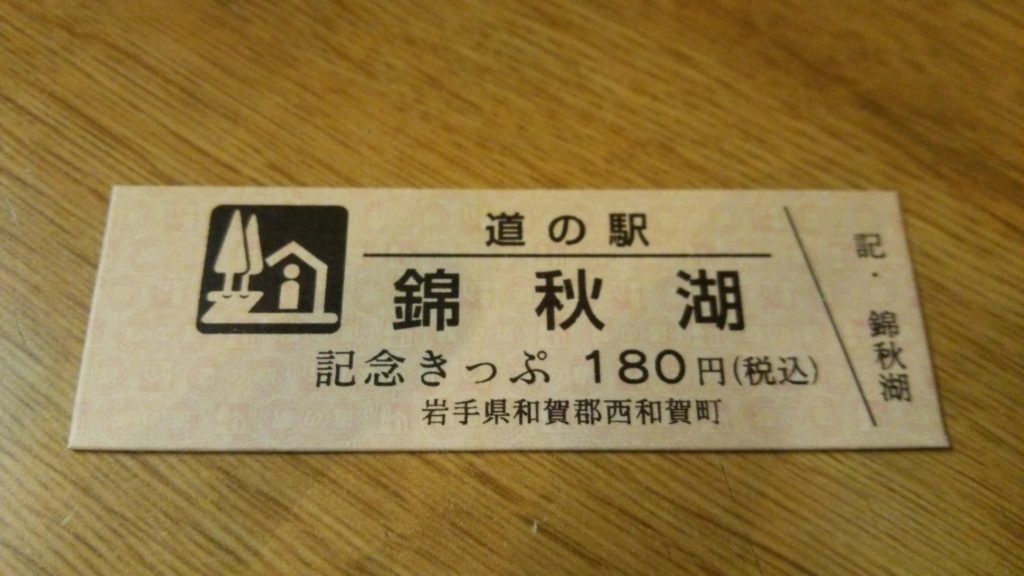 道の駅
錦秋湖
記念きっぷ 180円(税込)
岩手県和賀郡西和賀町
記・錦秋湖